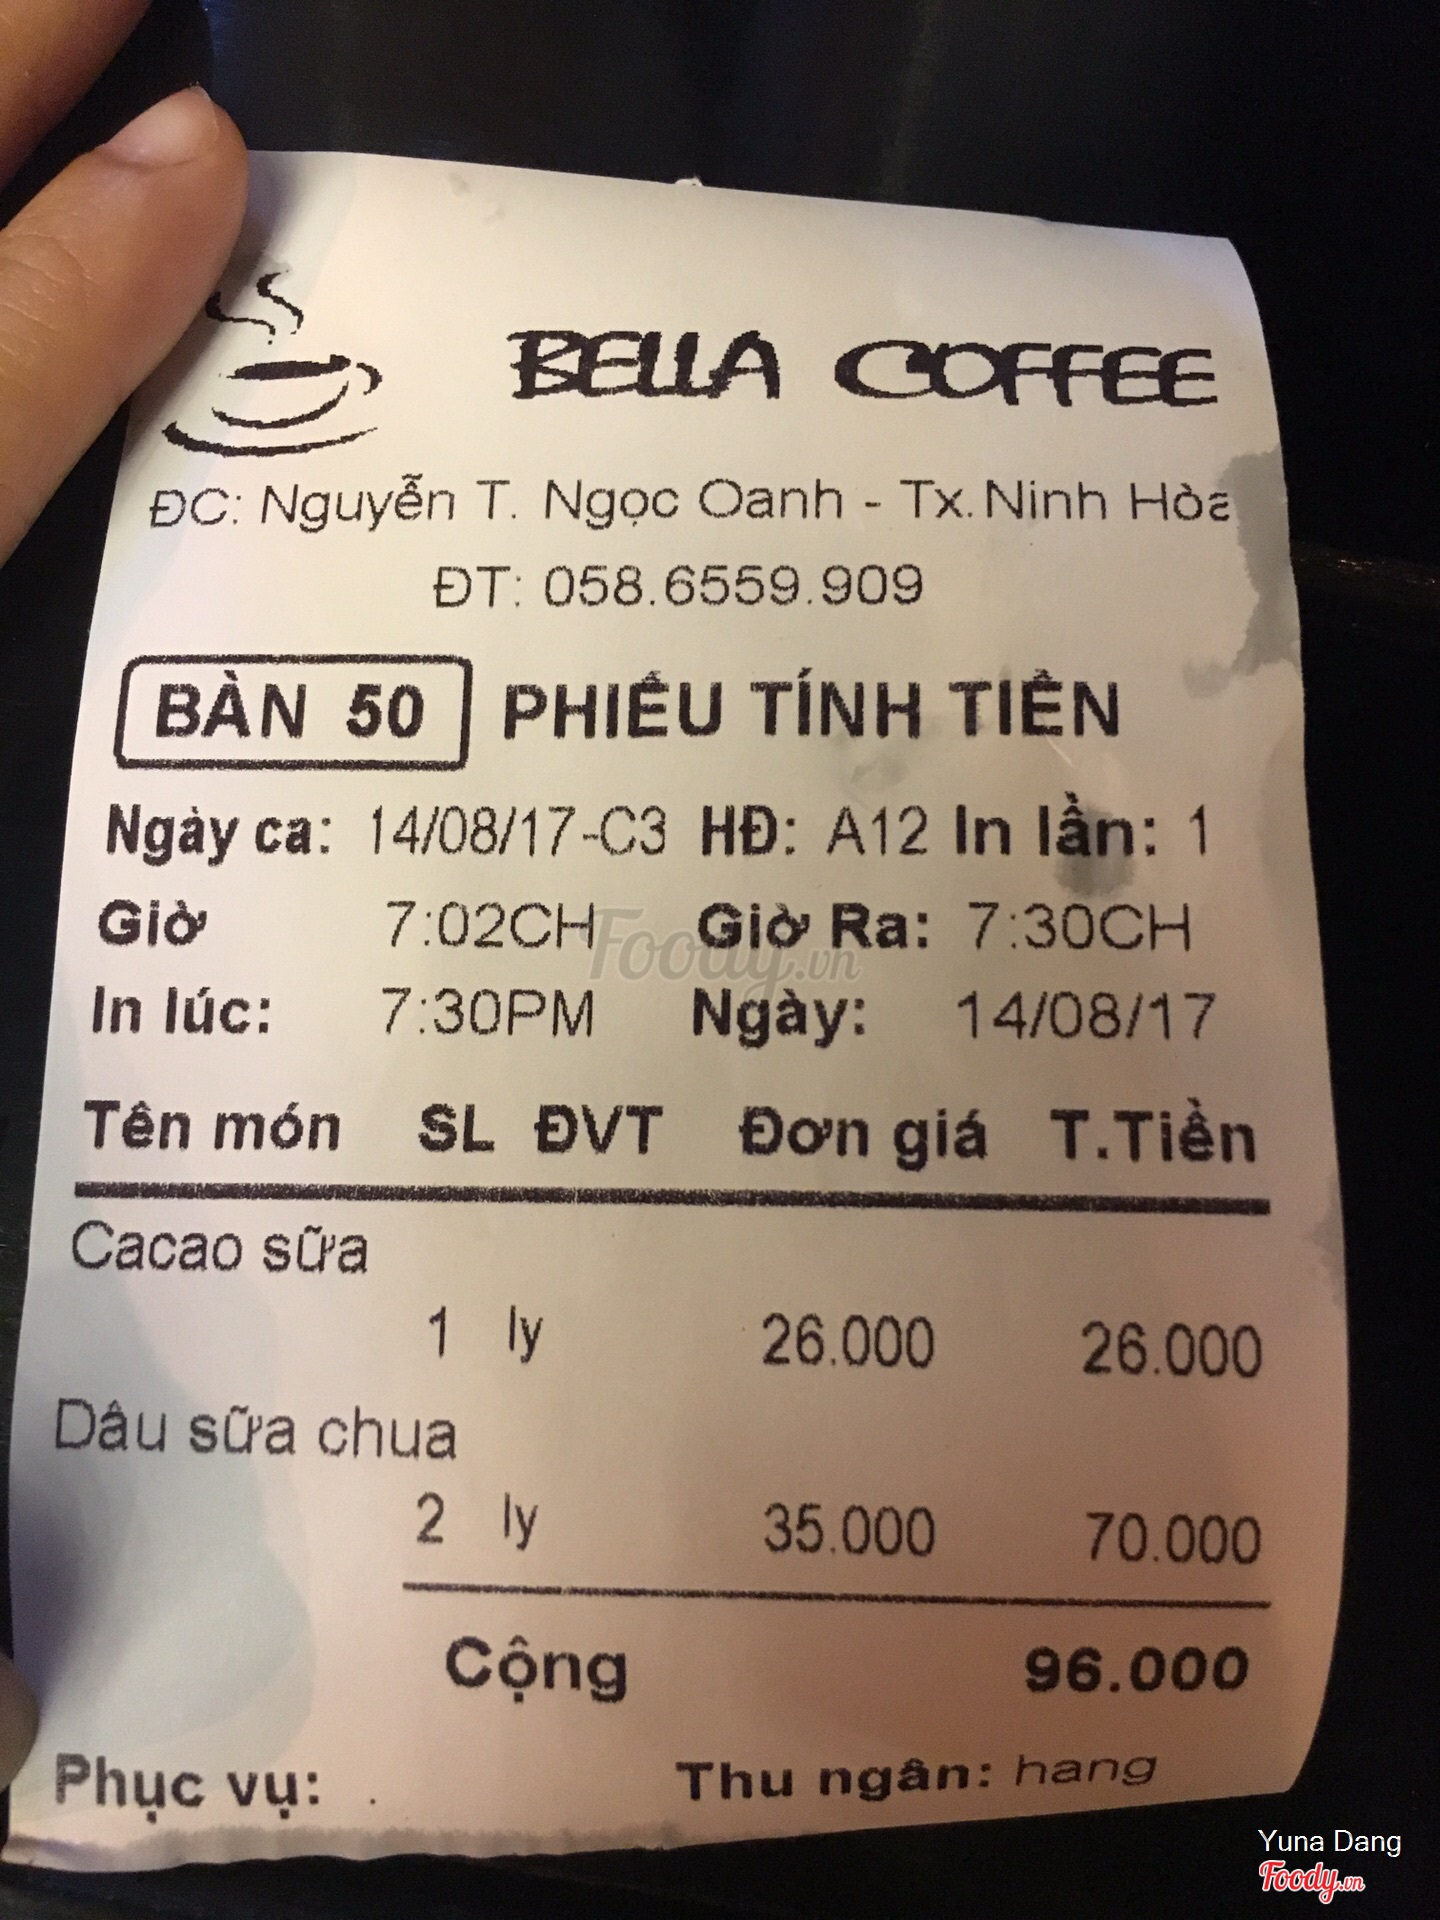 BELLA COFFEE
ĐC: Nguyễn T. Ngọc Oanh - Tx.Ninh Hòa
ĐT: 058.6559.909
BÀN 50 PHIẾU TÍNH TIỀN
Ngày ca: 14/08/17-C3 HĐ: A12 In lần: 1
Giờ 7:02CH Giờ Ra: 7:30CH
Foody.vn
In lúc: 7:30PM Ngày: 14/08/17
Tên món SL ĐVT Đơn giá T.Tiền
Cacao sữa
1 ly 26.000 26.000
Dâu sữa chua
2 ly 35.000 70.000
Cộng 96.000
Phục vụ: . Thu ngân: hang
Yuna Dang
Foody.vn